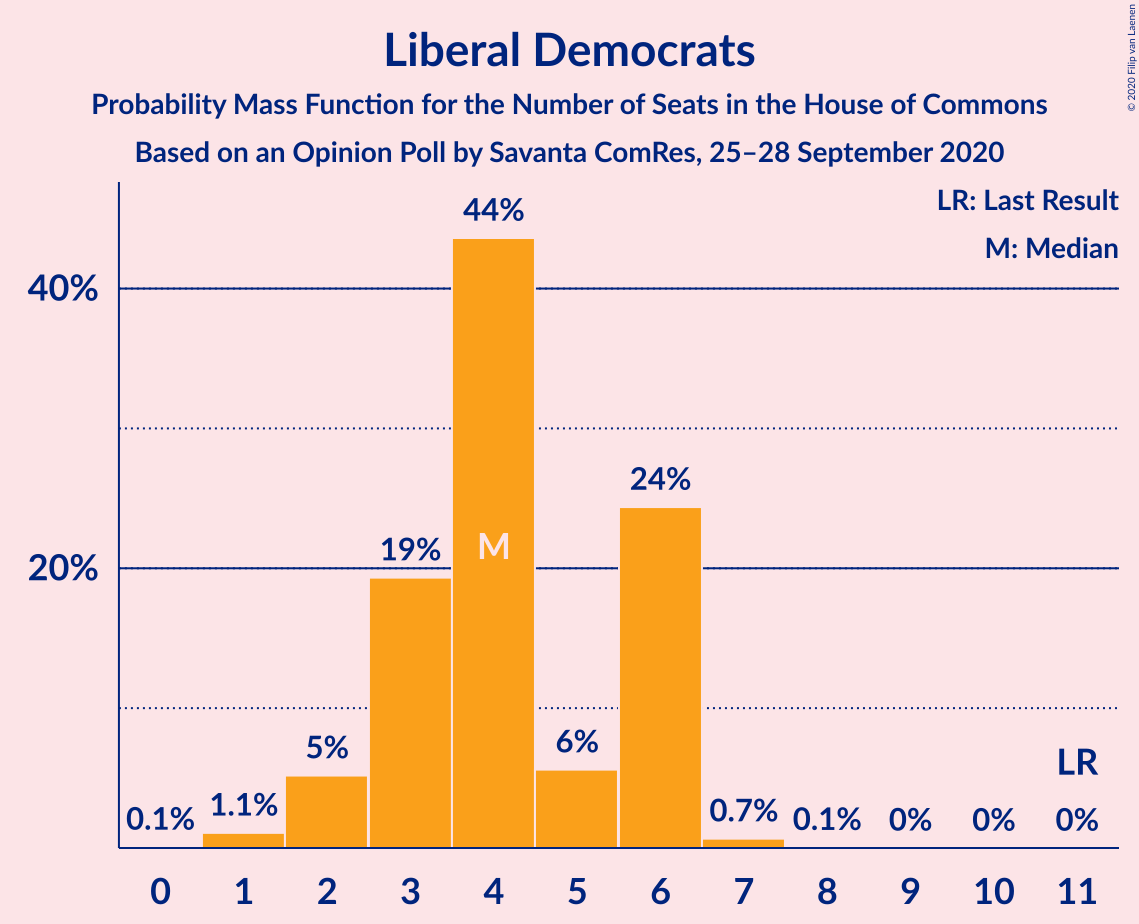 Liberal Democrats
Probability Mass Function for the Number of Seats in the House of Commons
Based on an Opinion Poll by Savanta ComRes, 25–28 September 2020
© 2020 Filip van Laenen
LR: Last Result
M: Median
44%
40%
24%
19%
M
20%
5%
6%
LR
0.1%
1.1%
0.7%
0.1%
0%
0%
0%
0 1 2 3 4 5 6 7 8 9 10 11